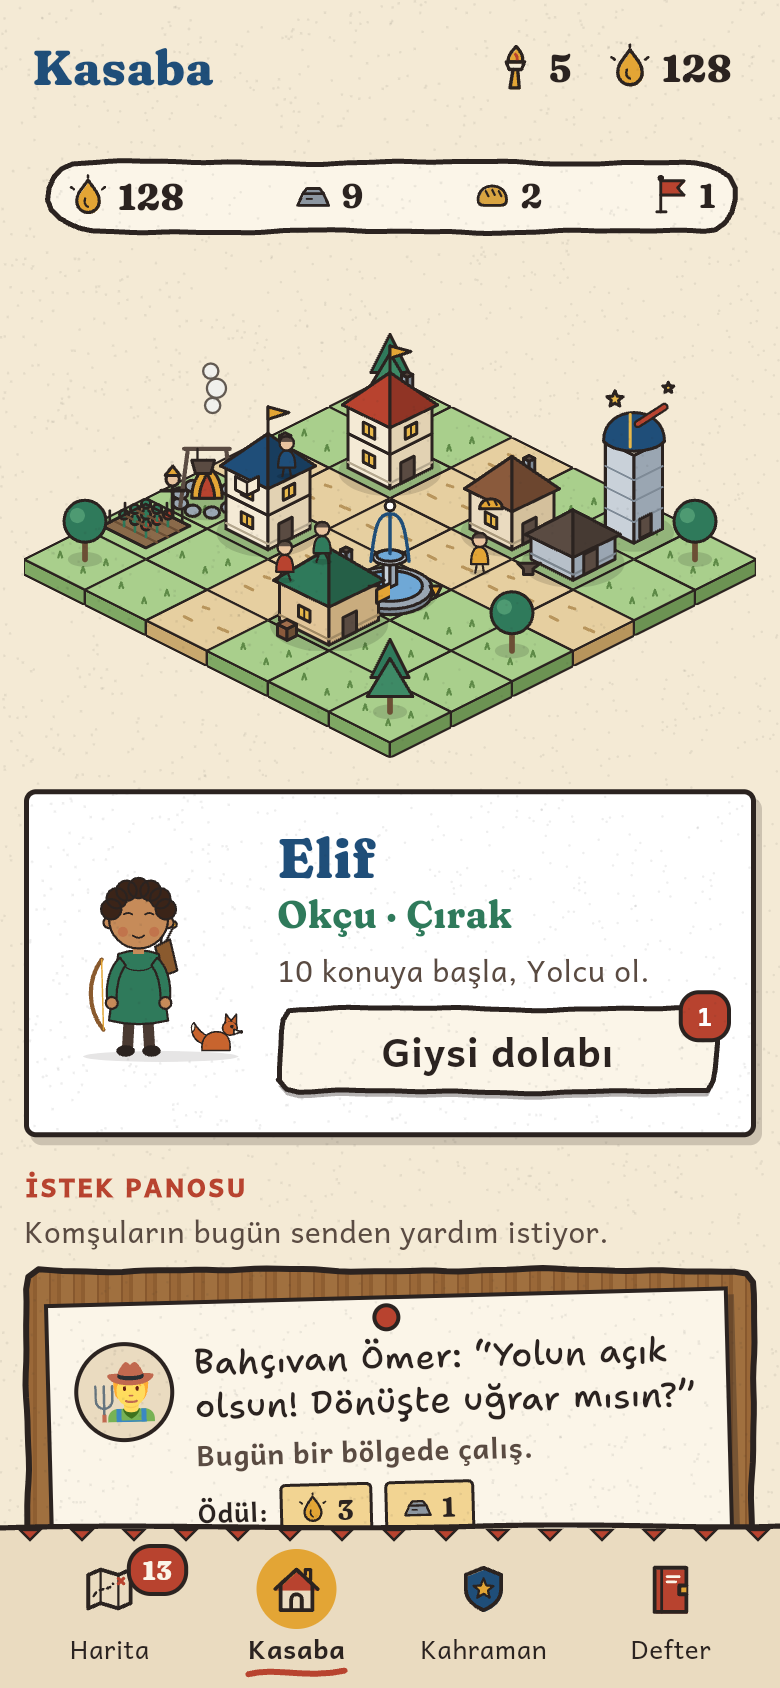 Kasaba
5
128
128
9
2
1
Elif
Okçu • Çırak
10 konuya başla, Yolcu ol.
Giysi dolabı
1
İSTEK PANOSU
Komşuların bugün senden yardım istiyor.
Bahçıvan Ömer: "Yolun açık
olsun! Dönüşte uğrar mısın?"
Bugün bir bölgede çalış.
Ödül:
3
1
13
Harita
Kasaba
Kahraman
Defter